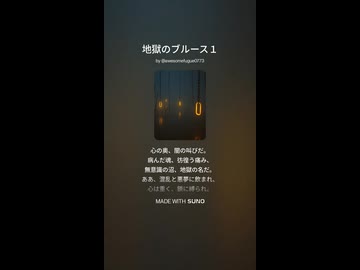 地獄のブルース１
by @awesomefugue0773
心の奥、闇の叫びだ。
病んだ魂、彷徨う痛み、
無意識の沼、地獄の名だ。
ああ、混乱と悪夢に飲まれ、
心は重く、鎖に縛られ、
MADE WITH SUNO